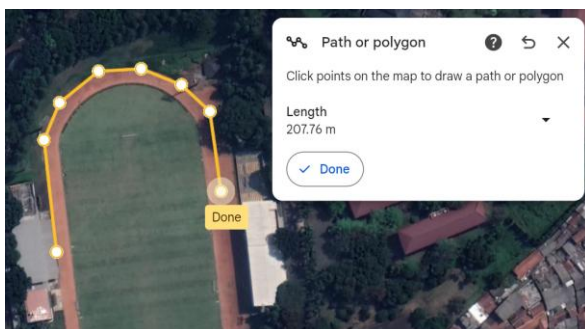 Path or polygon
Click points on the map to draw a path or polygon
Length
207.76 m
Done
Done